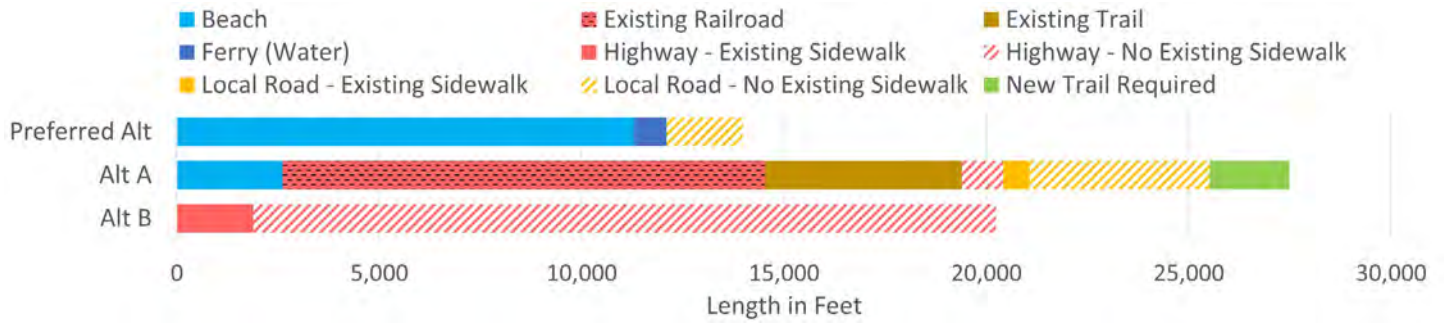 Beach
Existing Railroad
Existing Trail
Ferry (Water)
Highway - Existing Sidewalk
Highway - No Existing Sidewalk
Local Road - Existing Sidewalk
Local Road - No Existing Sidewalk
New Trail Required
Preferred Alt
Alt A
Alt B
0 5,000 10,000 15,000 20,000 25,000 30,000
Length in Feet